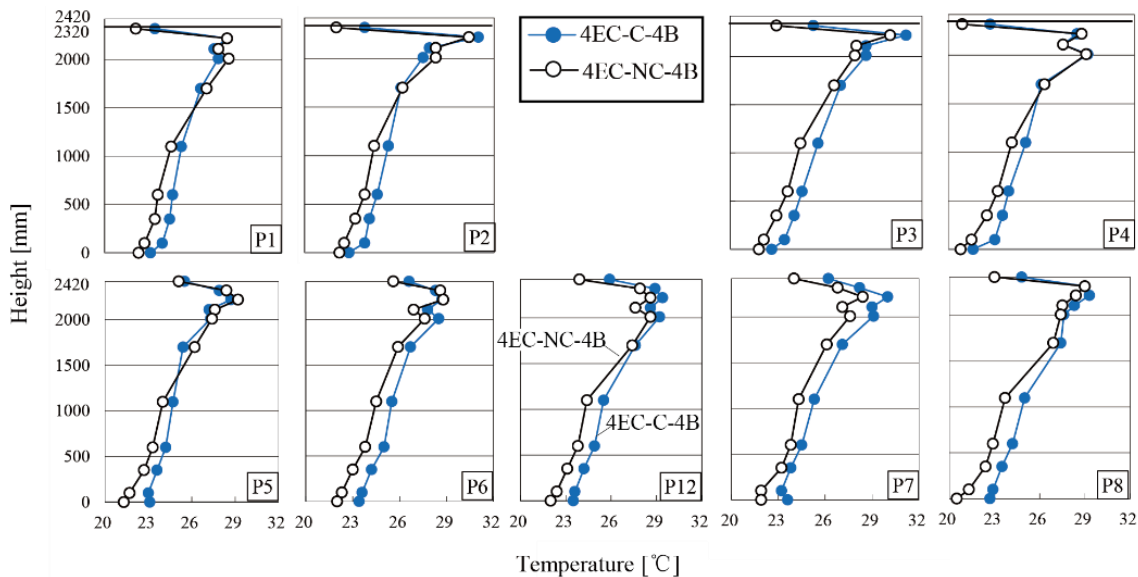 2420
2320
2000
1500
1000
500
0
Height [mm]
P1
P2
4EC-C-4B
4EC-NC-4B
P3
P4
2420
2000
1500
1000
500
0
P5
P6
4EC-NC-4B
4EC-C-4B
P12
P7
P8
20 23 26 29 32
20 23 26 29 32
20 23 26 29 32
20 23 26 29 32
20 23 26 29 32
Temperature [℃]